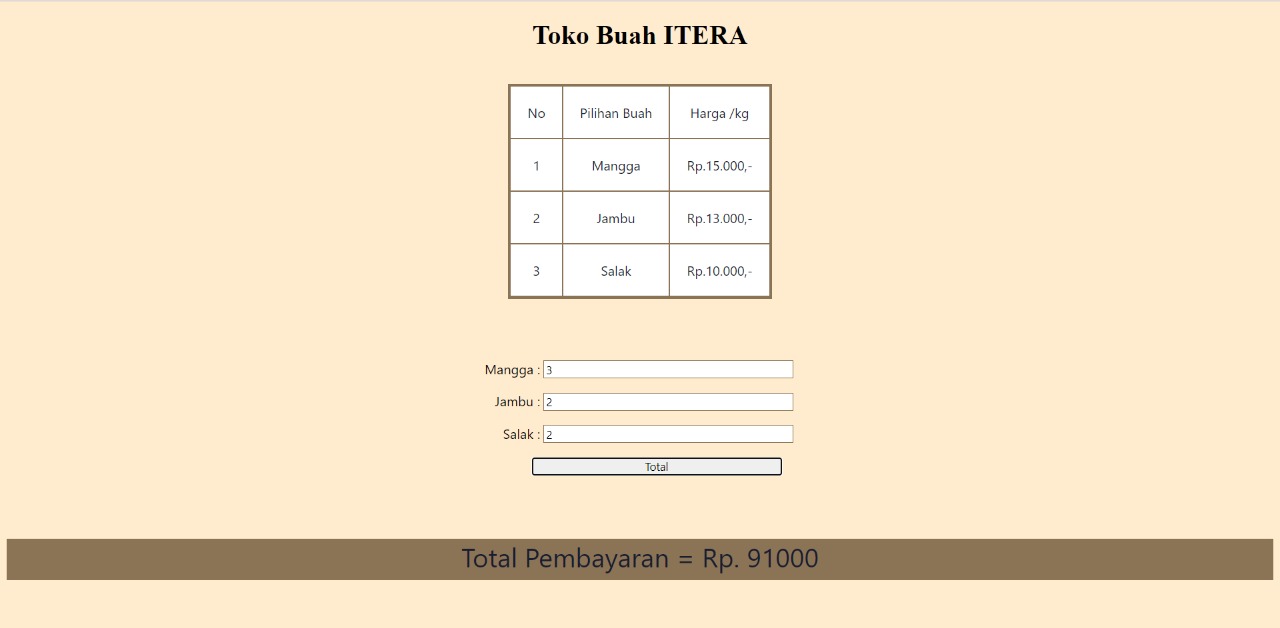 Toko Buah ITERA
No Pilihan Buah Harga /kg
1 Mangga Rp.15.000,-
2 Jambu Rp.13.000,-
3 Salak Rp.10.000,-
Mangga : 3
Jambu : 2
Salak : 2
Total
Total Pembayaran = Rp. 91000